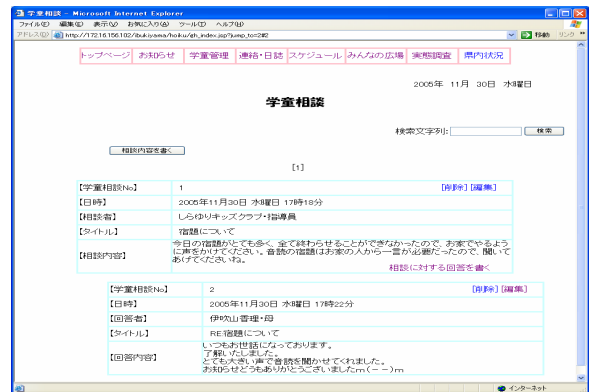 学童相談 - Microsoft Internet Explorer
ファイル(F) 編集(E) 表示(V) お気に入り(A) ツール(T) ヘルプ(H)
アドレス(D) http://172.16.156.102/ibukiyama/hoiku/gh_index.jsp?jump_to=2#2 移動 リンク
トップページ お知らせ 学童管理 連絡・日誌 スケジュール みんなの広場 実態調査 県内状況
2005年 11月 30日 水曜日
学童相談
検索文字列: 検索
相談内容を書く
[1]
【学童相談No】 1 [削除] [編集]
【日時】 2005年11月30日 水曜日 17時18分
【相談者】 しらゆりキッズクラブ・指導員
【タイトル】 宿題について
【相談内容】 今日の宿題がとても多く、全て終わらせることができなかったので、お家でやるよう
に声をかけてください。音読の宿題はお家の人から一言が必要だったので、聞いて
あげてくださいね。
相談に対する回答を書く
【学童相談No】 2 [削除] [編集]
【日時】 2005年11月30日 水曜日 17時22分
【回答者】 伊吹山香理・母
【タイトル】 RE:宿題について
【回答内容】 いつもお世話になっております。
了解いたしました。
とても大きい声で音読を聞かせてくれました。
お知らせどうもありがとうございましたm(--)m
インターネット